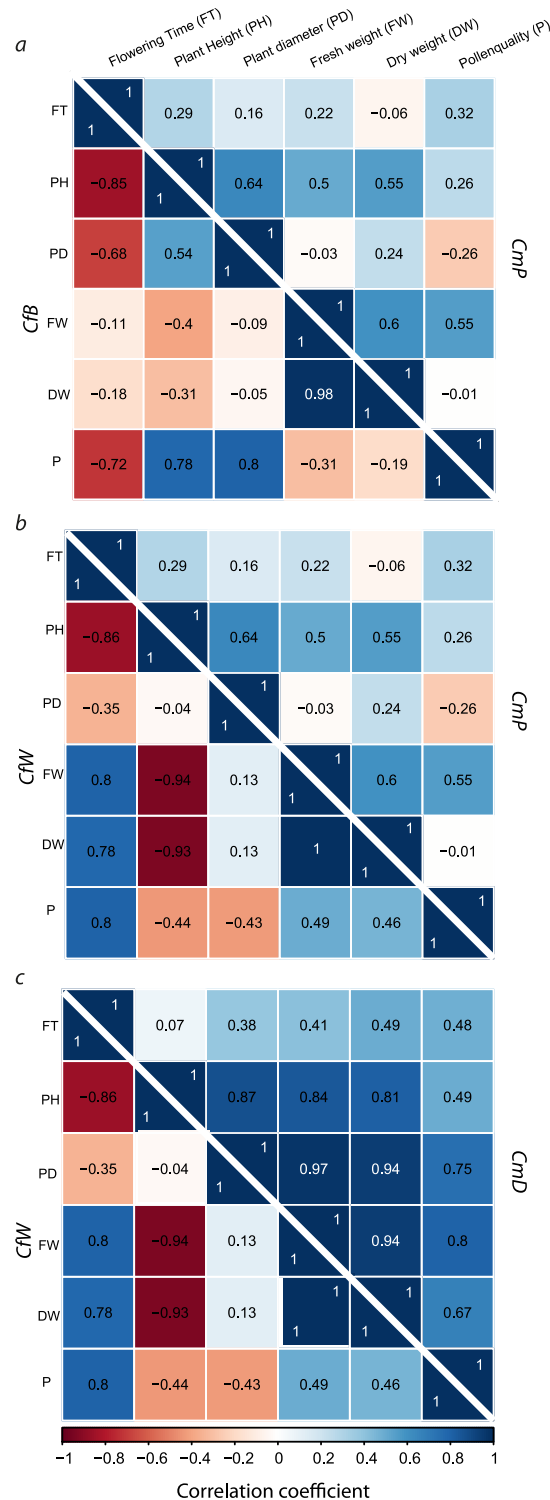 a
Flowering Time (FT)
Plant Height (PH)
Plant diameter (PD)
Fresh weight (FW)
Dry weight (DW)
Pollenquality (P)
FT 1 1 0.29 0.16 0.22 −0.06 0.32
PH −0.85 1 1 0.64 0.5 0.55 0.26
PD −0.68 0.54 1 1 −0.03 0.24 −0.26
CfB
CmP
FW −0.11 −0.4 −0.09 1 1 0.6 0.55
DW −0.18 −0.31 −0.05 0.98 1 1 −0.01
P −0.72 0.78 0.8 −0.31 −0.19 1 1
b
FT 1 1 0.29 0.16 0.22 −0.06 0.32
PH −0.86 1 1 0.64 0.5 0.55 0.26
PD −0.35 −0.04 1 1 −0.03 0.24 −0.26
CfW
CmP
FW 0.8 −0.94 0.13 1 1 0.6 0.55
DW 0.78 −0.93 0.13 1 1 1 −0.01
P 0.8 −0.44 −0.43 0.49 0.46 1 1
c
FT 1 1 0.07 0.38 0.41 0.49 0.48
PH −0.86 1 1 0.87 0.84 0.81 0.49
PD −0.35 −0.04 1 1 0.97 0.94 0.75
CfW
CmD
FW 0.8 −0.94 0.13 1 1 0.94 0.8
DW 0.78 −0.93 0.13 1 1 1 1 0.67
P 0.8 −0.44 −0.43 0.49 0.46 1 1
−1 −0.8 −0.6 −0.4 −0.2 0 0.2 0.4 0.6 0.8 1
Correlation coefficient